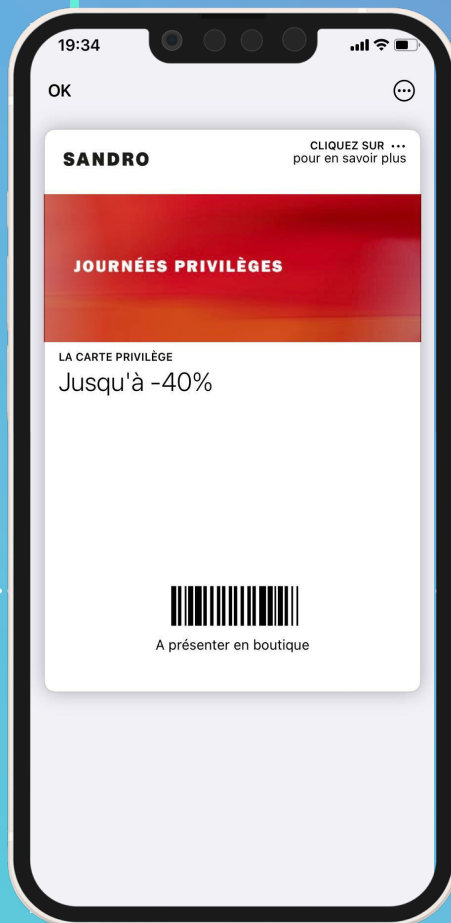 19:34
OK
SANDRO
CLIQUEZ SUR ...
pour en savoir plus
JOURNÉES PRIVILÈGES
LA CARTE PRIVILÈGE
Jusqu'à -40%
A présenter en boutique